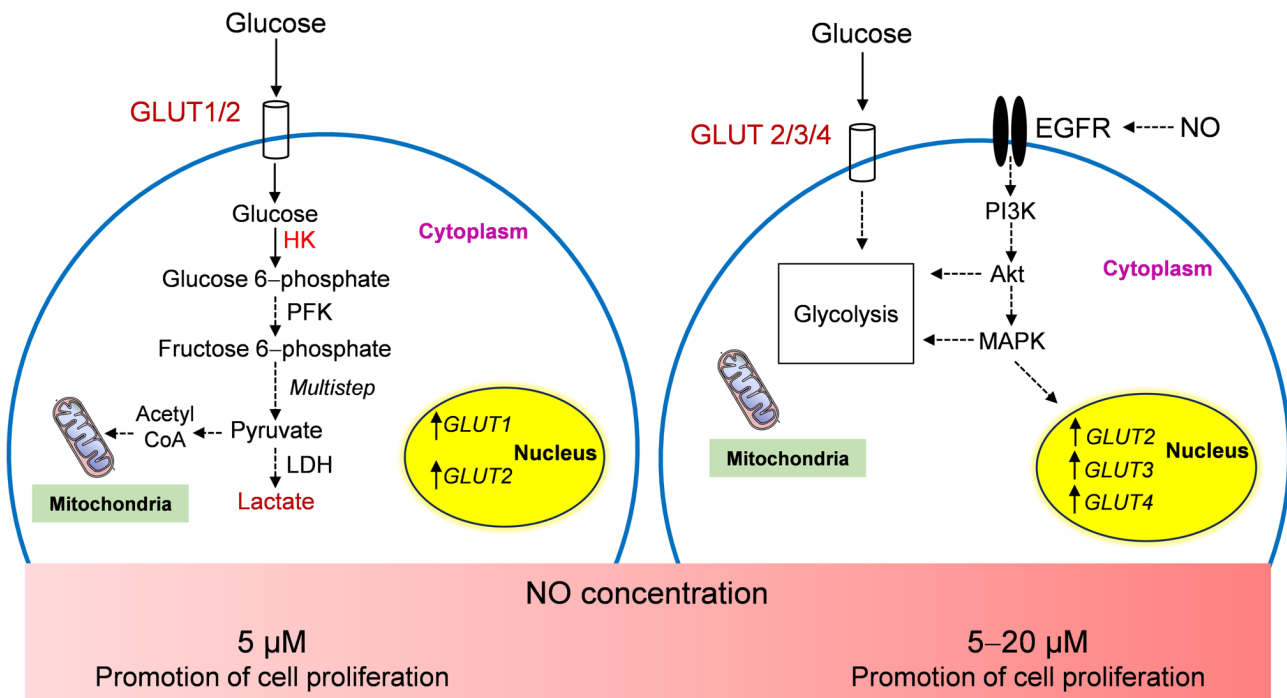 Glucose
GLUT1/2
Glucose
HK
Glucose 6–phosphate
PFK
Fructose 6–phosphate
Multistep
Acetyl
CoA
Pyruvate
LDH
Lactate
Mitochondria
Cytoplasm
GLUT1
Nucleus
GLUT2
Glucose
GLUT 2/3/4
EGFR
NO
PI3K
Akt
MAPK
Glycolysis
Cytoplasm
Mitochondria
GLUT2
Nucleus
GLUT3
GLUT4
NO concentration
5 µM
Promotion of cell proliferation
5–20 µM
Promotion of cell proliferation